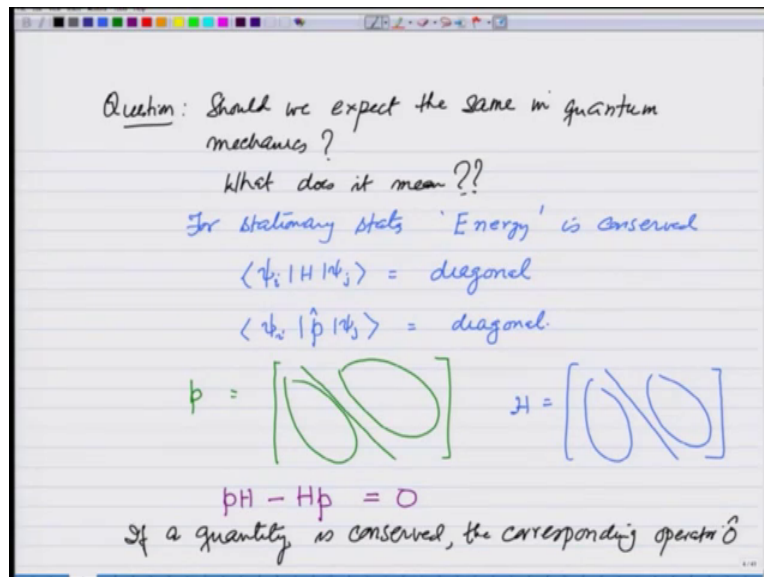 Question: Should we expect the same in quantum
mechanics?
What does it mean??
For stationary states 'Energy' is conserved
⟨ψi|H|ψj⟩ = diagonal
⟨ψi|p̂|ψj⟩ = diagonal.
p = [ ] H = [ ]
pH - Hp = 0
If a quantity is conserved, the corresponding operator Ô